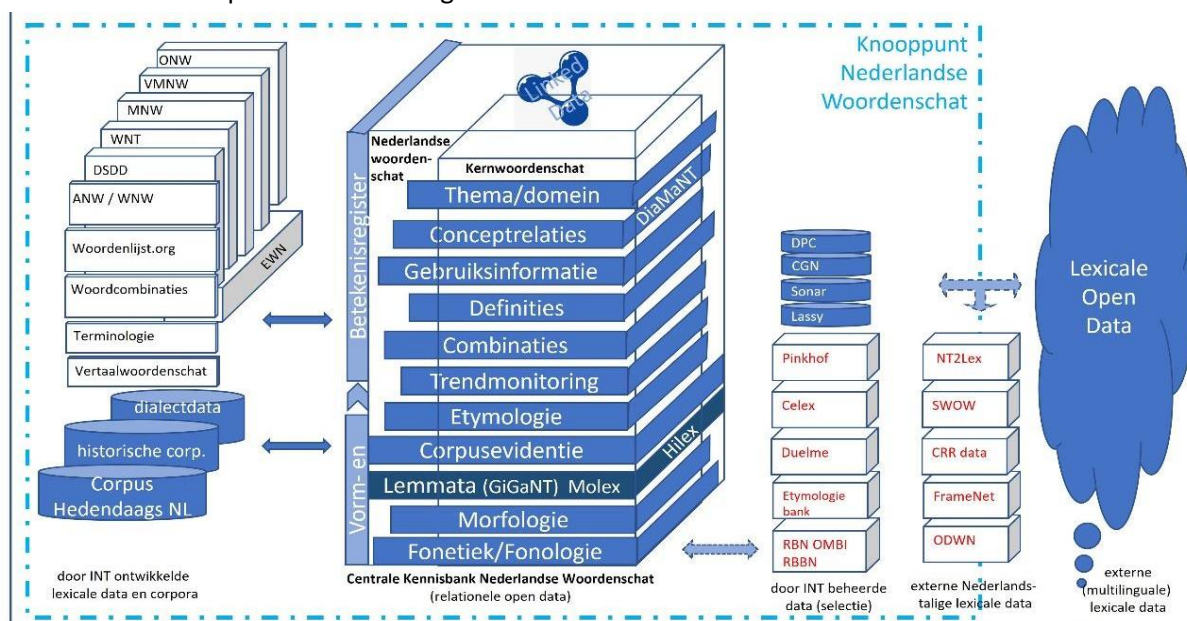 Knooppunt
Nederlandse
Woordenschat
ONW
VMNW
MNW
WNT
DSDD
ANW / WNW
Woordenlijst.org
Woordcombinaties
Terminologie
Vertaalwoordenschat
EWN
dialectdata
historische corp.
Corpus
Hedendaags NL
door INT ontwikkelde
lexicale data en corpora
Vorm- en
Betekenisregister
Linked
Data
Nederlandse
woorden-
schat
Kernwoordenschat
Thema/domein
Conceptrelaties
Gebruiksinformatie
Definities
Combinaties
Trendmonitoring
Etymologie
Corpusevidentie
Lemmata (GiGaNT) Molex
Morfologie
Fonetiek/Fonologie
DiaMaNT
Hilex
Centrale Kennisbank Nederlandse Woordenschat
(relationele open data)
DPC
CGN
Sonar
Lassy
Pinkhof
Celex
Duelme
Etymologie
bank
RBN OMBI
RBBN
door INT beheerde
data (selectie)
NT2Lex
SWOW
CRR data
FrameNet
ODWN
externe Nederlands-
talige lexicale data
Lexicale
Open
Data
externe
(multilinguale)
lexicale data